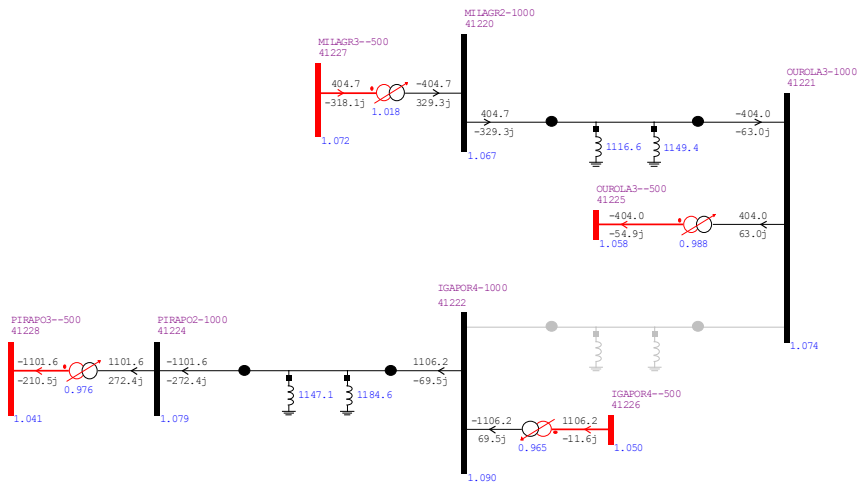 MILAGR2-1000
41220
MILAGR3--500
41227
404.7
-318.1j
1.018
-404.7
329.3j
1.072
1.067
404.7
-329.3j
1116.6
1149.4
-404.0
-63.0j
OUROLA3-1000
41221
OUROLA3--500
41225
-404.0
-54.9j
1.058
0.988
404.0
63.0j
1.074
IGAPOR4-1000
41222
PIRAPO3--500
41228
-1101.6
-210.5j
0.976
1101.6
272.4j
1.041
PIRAPO2-1000
41224
-1101.6
-272.4j
1.079
1147.1
1184.6
1106.2
-69.5j
IGAPOR4--500
41226
-1106.2
69.5j
0.965
1106.2
-11.6j
1.050
1.090